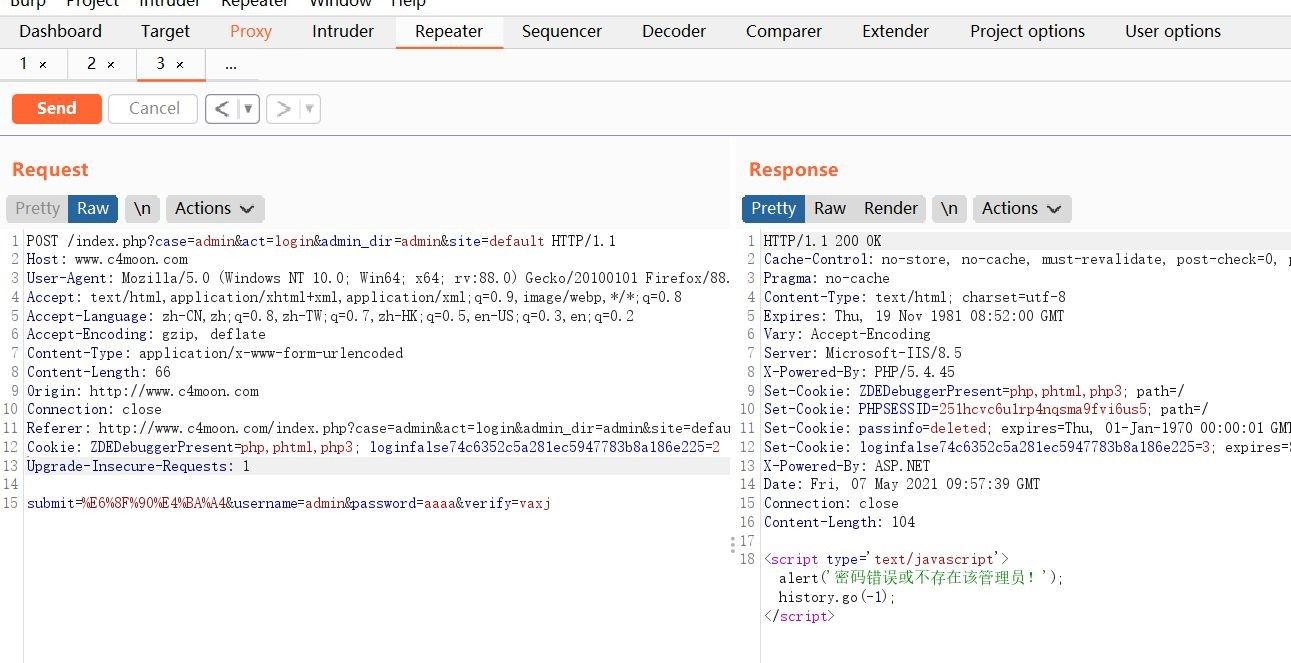 Burp Project Intruder Repeater Window Help
Dashboard Target Proxy Intruder Repeater Sequencer Decoder Comparer Extender Project options User options
1 × 2 × 3 × ...
Send Cancel < ▼ > ▼
Request
Pretty Raw \n Actions
1 POST /index.php?case=admin&act=login&admin_dir=admin&site=default HTTP/1.1
2 Host: www.c4moon.com
3 User-Agent: Mozilla/5.0 (Windows NT 10.0; Win64; x64; rv:88.0) Gecko/20100101 Firefox/88.
4 Accept: text/html,application/xhtml+xml,application/xml;q=0.9,image/webp,*/*;q=0.8
5 Accept-Language: zh-CN,zh;q=0.8,zh-TW;q=0.7,zh-HK;q=0.5,en-US;q=0.3,en;q=0.2
6 Accept-Encoding: gzip, deflate
7 Content-Type: application/x-www-form-urlencoded
8 Content-Length: 66
9 Origin: http://www.c4moon.com
10 Connection: close
11 Referer: http://www.c4moon.com/index.php?case=admin&act=login&admin_dir=admin&site=defau
12 Cookie: ZDEDebuggerPresent=php,phtml,php3; loginfalse74c6352c5a281ec5947783b8a186e225=2
13 Upgrade-Insecure-Requests: 1
14
15 submit=%E6%8F%90%E4%BA%A4&username=admin&password=aaaa&verify=vaxj
Response
Pretty Raw Render \n Actions
1 HTTP/1.1 200 OK
2 Cache-Control: no-store, no-cache, must-revalidate, post-check=0,
3 Pragma: no-cache
4 Content-Type: text/html; charset=utf-8
5 Expires: Thu, 19 Nov 1981 08:52:00 GMT
6 Vary: Accept-Encoding
7 Server: Microsoft-IIS/8.5
8 X-Powered-By: PHP/5.4.45
9 Set-Cookie: ZDEDebuggerPresent=php,phtml,php3; path=/
10 Set-Cookie: PHPSESSID=251hcvc6u1rp4nqsma9fvi6us5; path=/
11 Set-Cookie: passinfo=deleted; expires=Thu, 01-Jan-1970 00:00:01 GMT
12 Set-Cookie: loginfalse74c6352c5a281ec5947783b8a186e225=3; expires=
13 X-Powered-By: ASP.NET
14 Date: Fri, 07 May 2021 09:57:39 GMT
15 Connection: close
16 Content-Length: 104
17
18 <script type='text/javascript'>
alert('密码错误或不存在该管理员！');
history.go(-1);
</script>